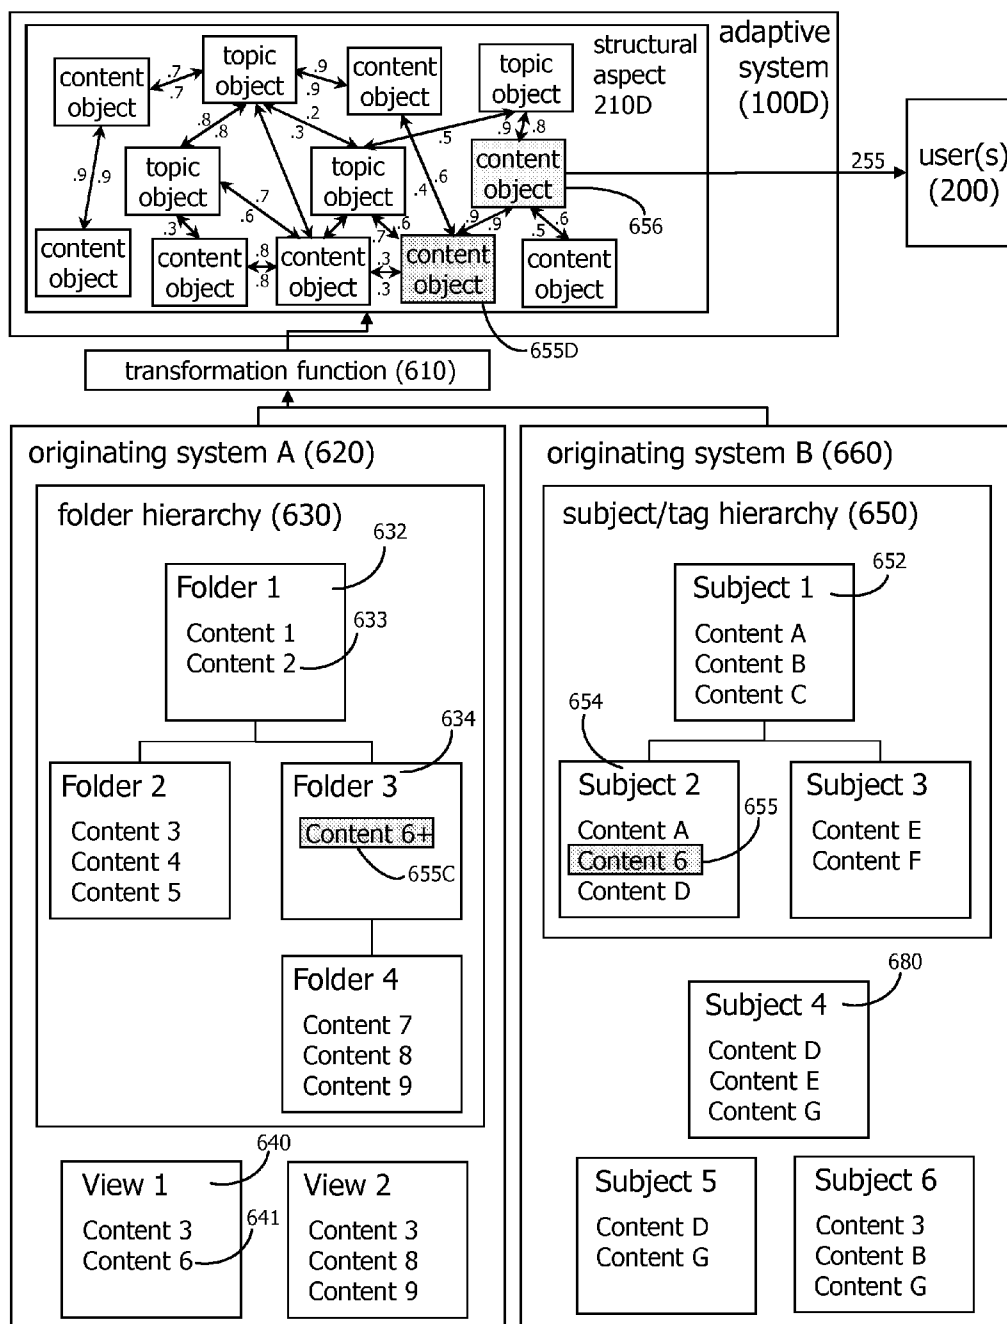 adaptive
system
(100D)
structural
aspect
210D
content
object
.7
.7
topic
object
.9
.9
content
object
topic
object
.8
.8
.2
.3
.5
.9
.8
.9
.9
topic
object
topic
object
content
object
255
user(s)
(200)
656
.7
.6
.4
.6
.3
.7
.6
.9
.9
.5
.6
content
object
content
object
.8
.8
content
object
.3
.3
content
object
content
object
655D
transformation function (610)
originating system A (620)
folder hierarchy (630)
632
Folder 1
Content 1
Content 2
633
634
Folder 2
Content 3
Content 4
Content 5
Folder 3
Content 6+
655C
Folder 4
Content 7
Content 8
Content 9
640
View 1
Content 3
Content 6
641
View 2
Content 3
Content 8
Content 9
originating system B (660)
subject/tag hierarchy (650)
652
Subject 1
Content A
Content B
Content C
654
Subject 2
Content A
Content 6
Content D
655
Subject 3
Content E
Content F
680
Subject 4
Content D
Content E
Content G
Subject 5
Content D
Content G
Subject 6
Content 3
Content B
Content G